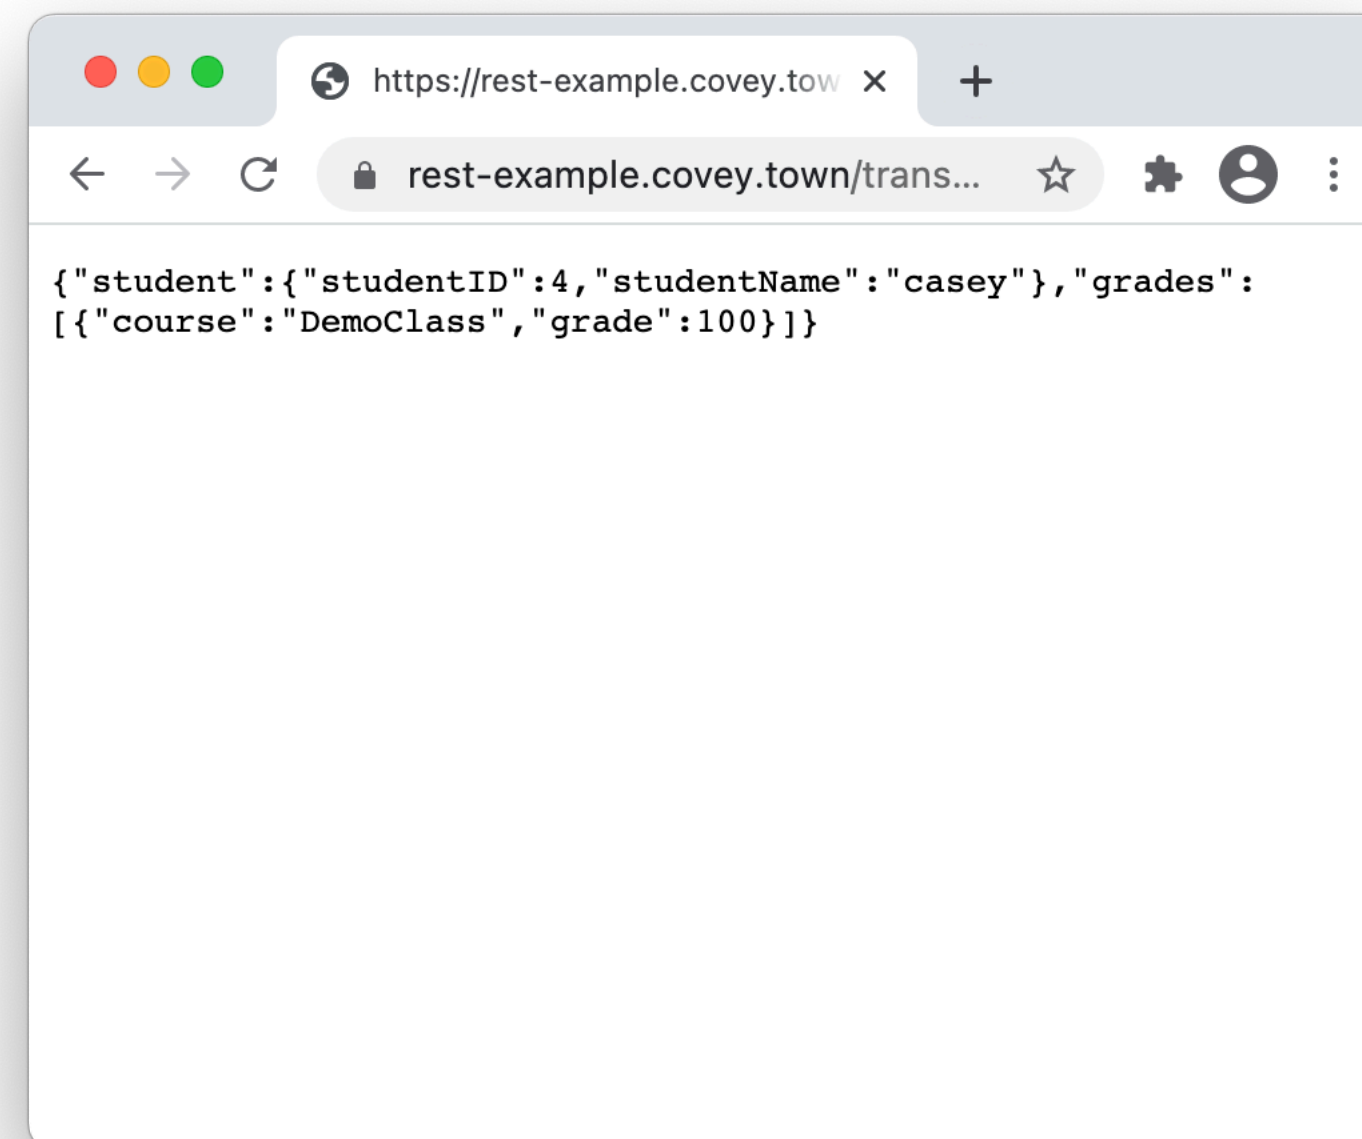 https://rest-example.covey.tow
rest-example.covey.town/trans...
{"student":{"studentID":4,"studentName":"casey"},"grades":
[{"course":"DemoClass","grade":100}]}